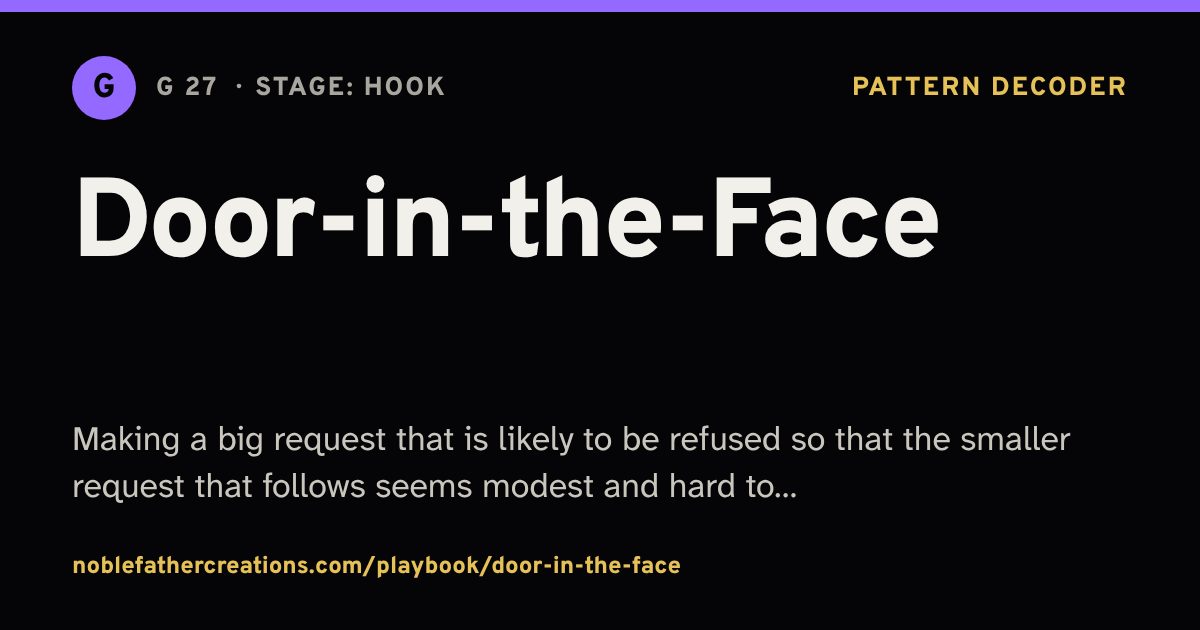 G
G 27 · STAGE: HOOK
PATTERN DECODER
Door-in-the-Face
Making a big request that is likely to be refused so that the smaller
request that follows seems modest and hard to...
noblefathercreations.com/playbook/door-in-the-face